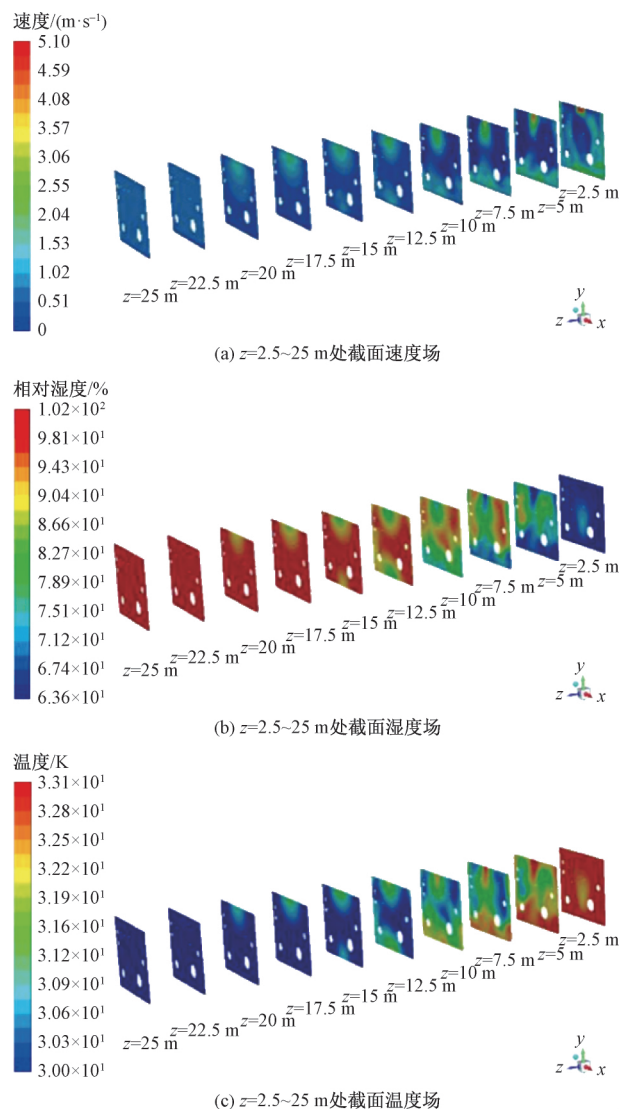 速度/(m·s⁻¹)
5.10
4.59
4.08
3.57
3.06
2.55
2.04
1.53
1.02
0.51
0
z=2.5 m
z=5 m
z=7.5 m
z=10 m
z=12.5 m
z=15 m
z=17.5 m
z=20 m
z=22.5 m
z=25 m
y
z x
(a) z=2.5~25 m处截面速度场
相对湿度/%
1.02×10²
9.81×10¹
9.43×10¹
9.04×10¹
8.66×10¹
8.27×10¹
7.89×10¹
7.51×10¹
7.12×10¹
6.74×10¹
6.36×10¹
z=2.5 m
z=5 m
z=7.5 m
z=10 m
z=12.5 m
z=15 m
z=17.5 m
z=20 m
z=22.5 m
z=25 m
y
z x
(b) z=2.5~25 m处截面湿度场
温度/K
3.31×10¹
3.28×10¹
3.25×10¹
3.22×10¹
3.19×10¹
3.16×10¹
3.12×10¹
3.09×10¹
3.06×10¹
3.03×10¹
3.00×10¹
z=2.5 m
z=5 m
z=7.5 m
z=10 m
z=12.5 m
z=15 m
z=17.5 m
z=20 m
z=22.5 m
z=25 m
y
z x
(c) z=2.5~25 m处截面温度场